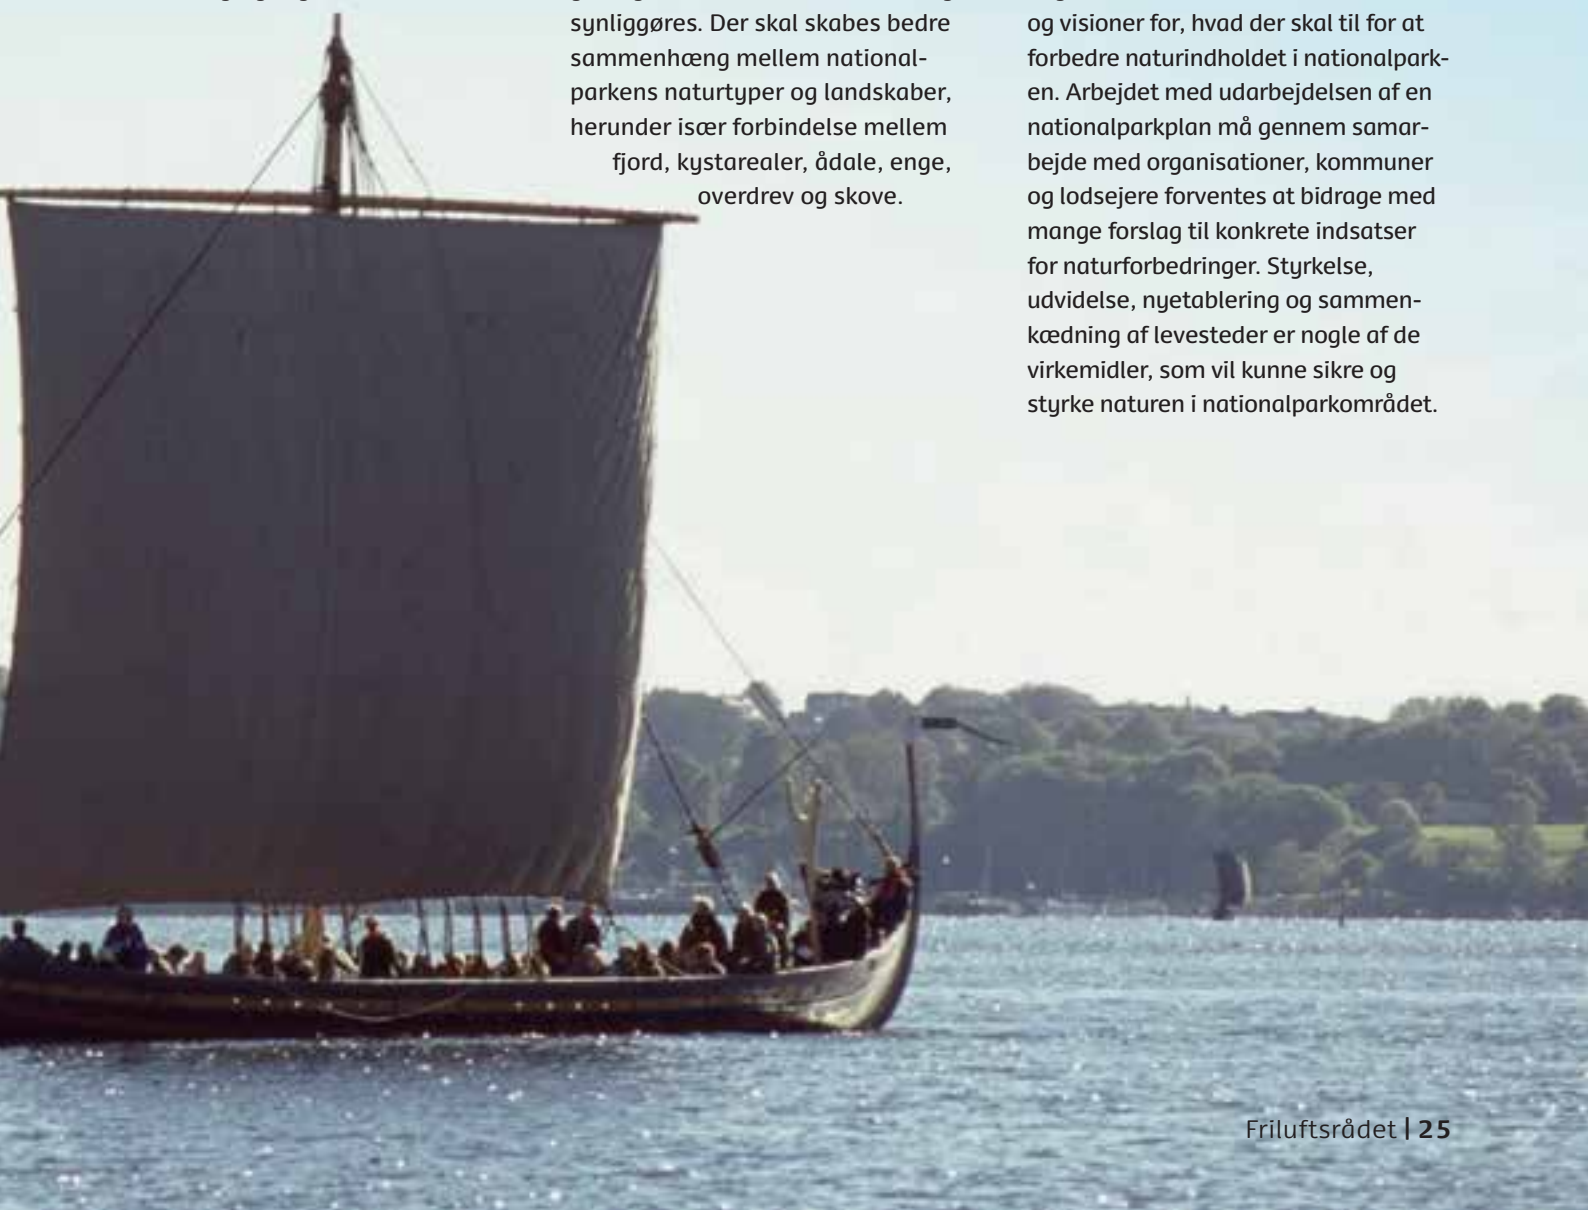 synliggøres. Der skal skabes bedre
sammenhæng mellem national-
parkens naturtyper og landskaber,
herunder især forbindelse mellem
fjord, kystarealer, ådale, enge,
overdrev og skove.
og visioner for, hvad der skal til for at
forbedre naturindholdet i nationalpark-
en. Arbejdet med udarbejdelsen af en
nationalparkplan må gennem samar-
bejde med organisationer, kommuner
og lodsejere forventes at bidrage med
mange forslag til konkrete indsatser
for naturforbedringer. Styrkelse,
udvidelse, nyetablering og sammen-
kædning af levesteder er nogle af de
virkemidler, som vil kunne sikre og
styrke naturen i nationalparkområdet.
Friluftsrådet | 25